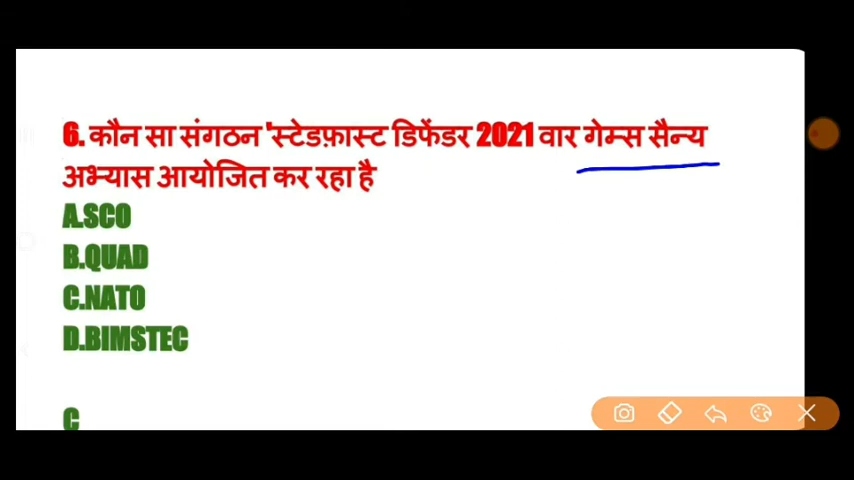 6. कौन सा संगठन 'स्टेडफ़ास्ट डिफेंडर 2021 वार गेम्स सैन्य
अभ्यास आयोजित कर रहा है
A.SCO
B.QUAD
C.NATO
D.BIMSTEC
C